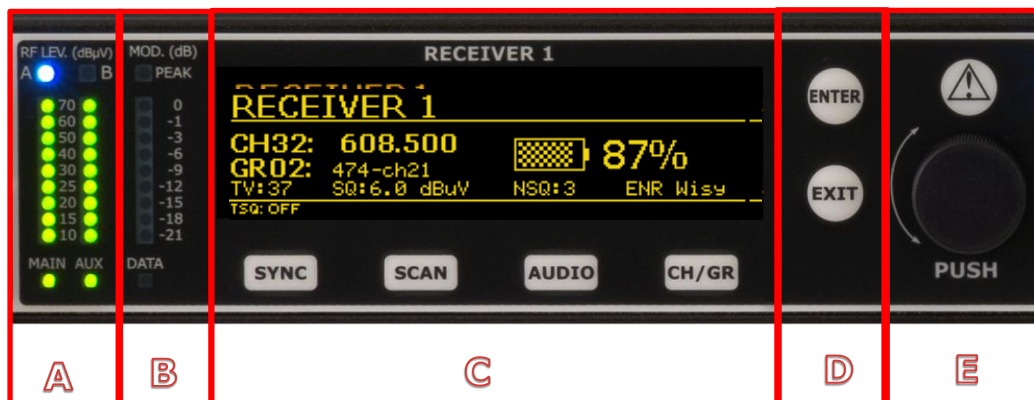 RF LEV. (dBµV)
A B
70
60
50
40
30
25
20
15
10
MAIN AUX
MOD. (dB)
PEAK
0
-1
-3
-6
-9
-12
-15
-18
-21
DATA
RECEIVER 1
RECEIVER 1
CH32: 608.500
GR02: 474-ch21
87%
TV:37 SQ:6.0 dBuV NSQ:3 ENR Wisy
TSQ: OFF
SYNC SCAN AUDIO CH/GR
ENTER
EXIT
PUSH
A B C D E